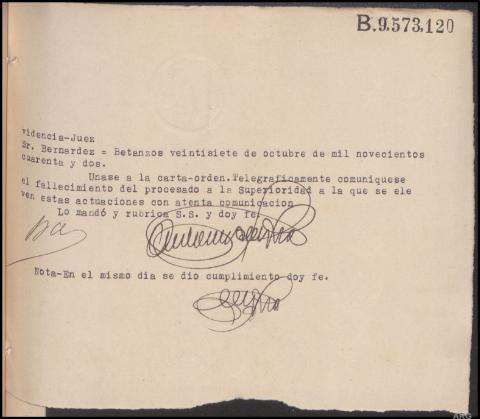 B.9.573.120
videncia-Juez
Sr. Bernardez = Betanzos veintisiete de octubre de mil novecientos
cuarenta y dos.
Unase a la carta-orden.Telegraficamente comuniquese
el fallecimiento del procesado a la Superioridad a la que se ele
ven estas actuaciones con atenta comunicacion
Lo mandó y rubrica S.S. y doy fe.
Nota-En el mismo dia se dio cumplimiento doy fe.
ARG